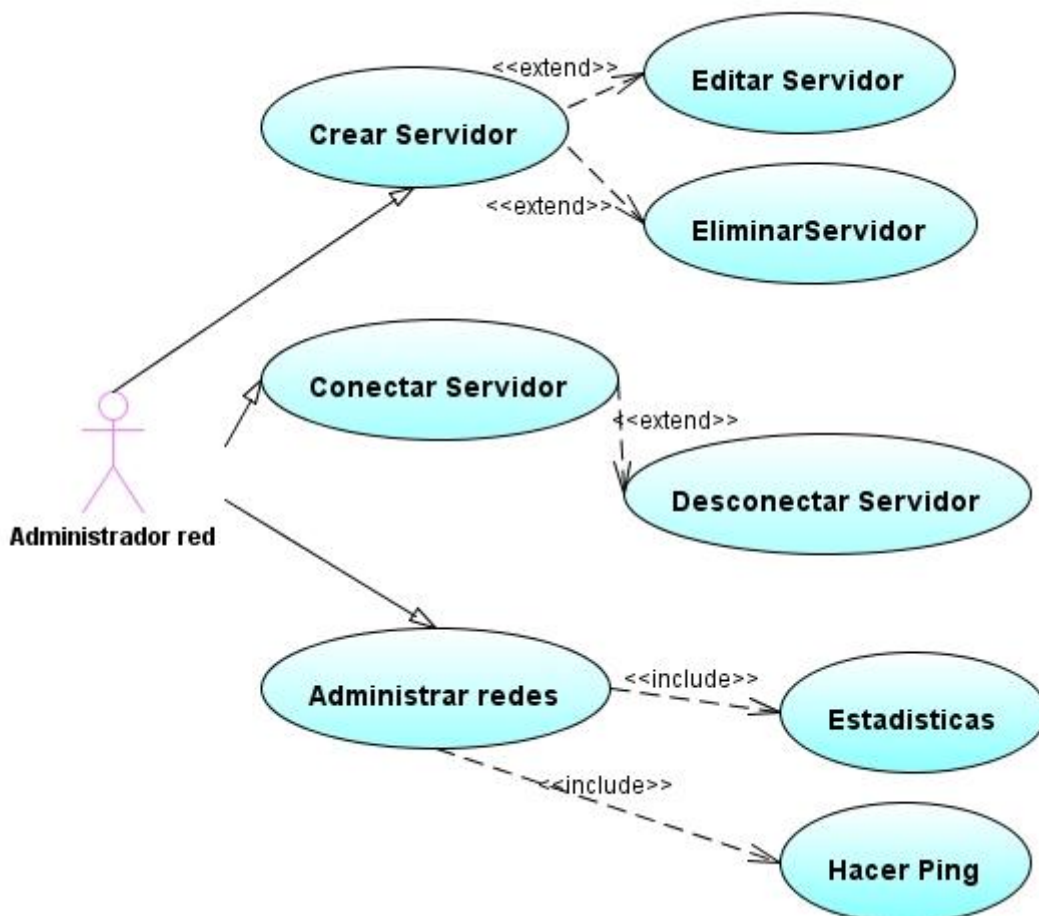 <<extend>>
Editar Servidor
Crear Servidor
<<extend>>
EliminarServidor
Conectar Servidor
<<extend>>
Desconectar Servidor
Administrador red
<<include>>
Administrar redes
Estadisticas
<<include>>
Hacer Ping